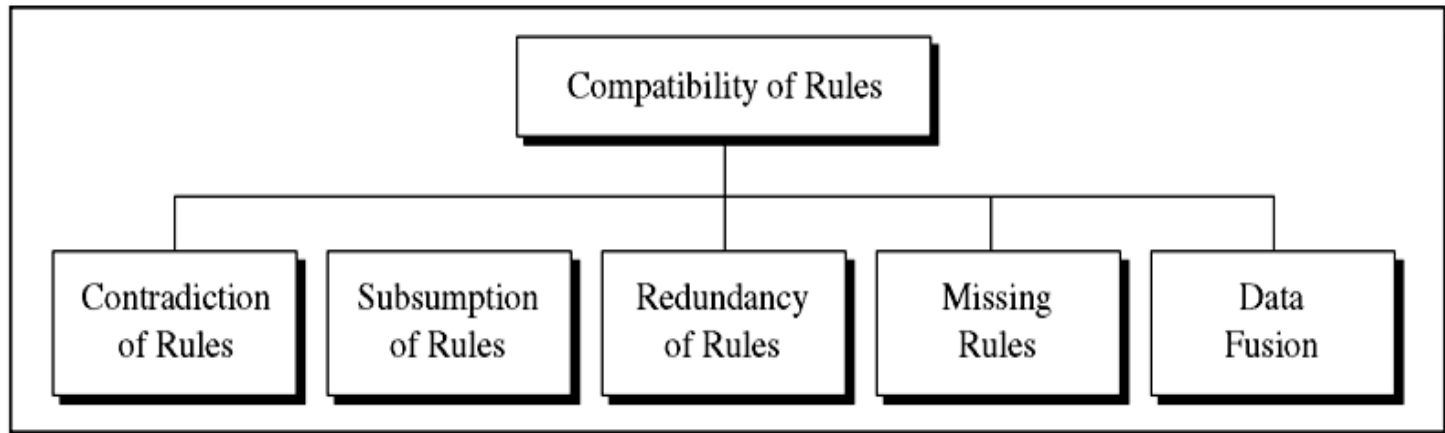 Compatibility of Rules
Contradiction
of Rules
Subsumption
of Rules
Redundancy
of Rules
Missing
Rules
Data
Fusion